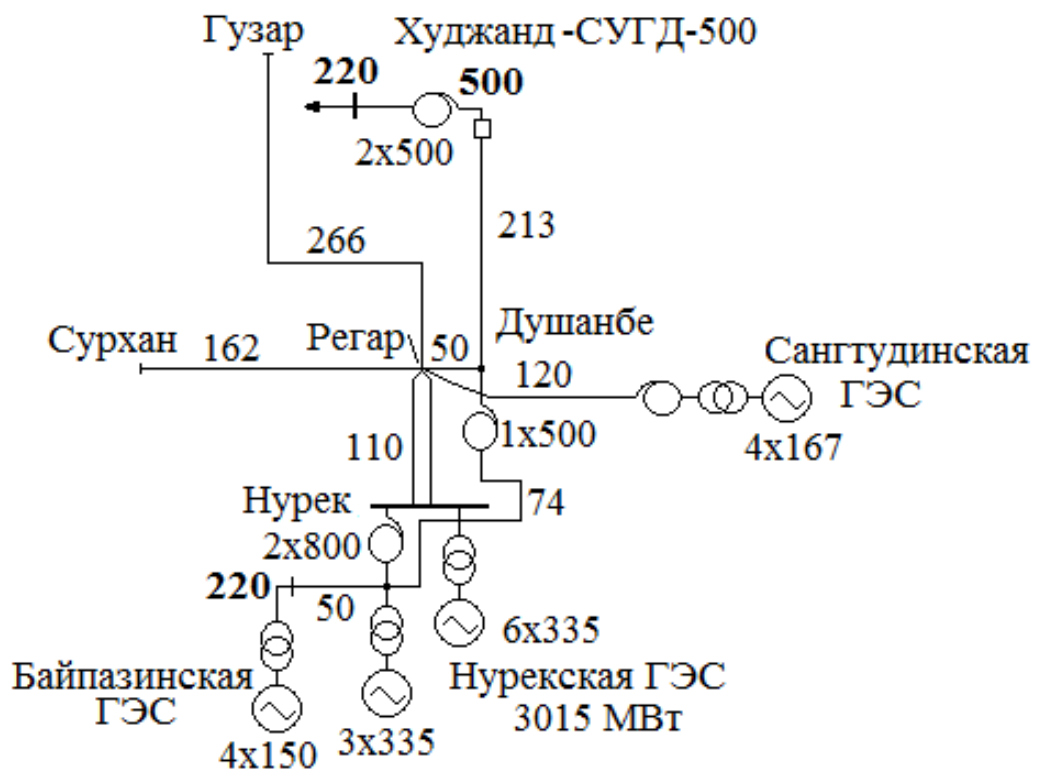 Гузар
Худжанд -СУГД-500
220
500
2x500
213
266
Сурхан
162
Регар
50
Душанбе
120
Сангтудинская
ГЭС
4x167
110
1x500
74
Нурек
2x800
220
50
6x335
Байпазинская
ГЭС
4x150
3x335
Нурекская ГЭС
3015 МВт